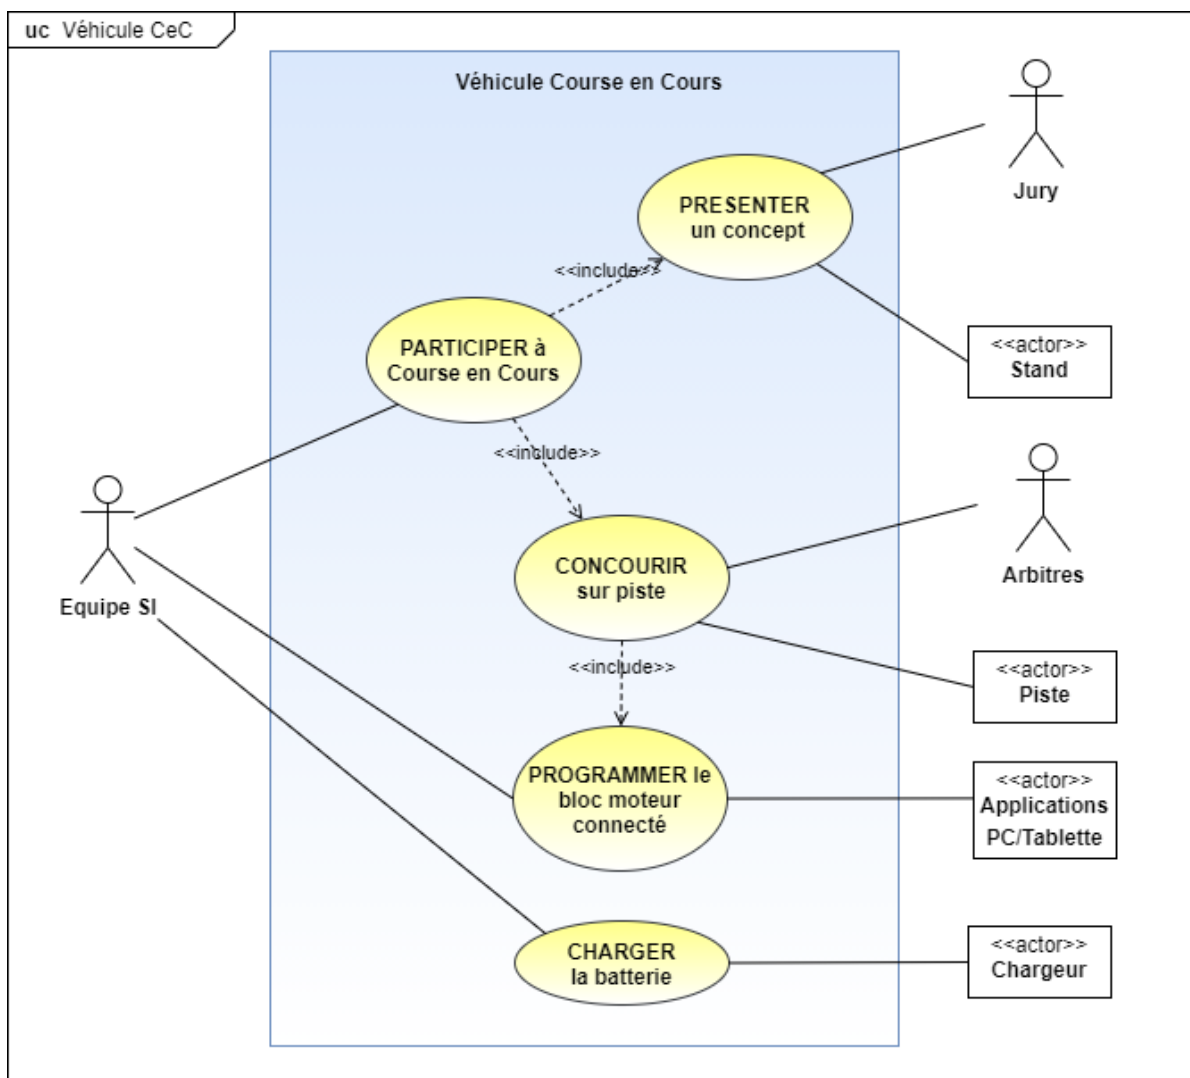 uc Véhicule CeC
Véhicule Course en Cours
Jury
PRESENTER
un concept
<<include>>
<<actor>>
Stand
PARTICIPER à
Course en Cours
<<include>>
Equipe SI
Arbitres
CONCOURIR
sur piste
<<include>>
<<actor>>
Piste
PROGRAMMER le
bloc moteur
connecté
<<actor>>
Applications
PC/Tablette
CHARGER
la batterie
<<actor>>
Chargeur